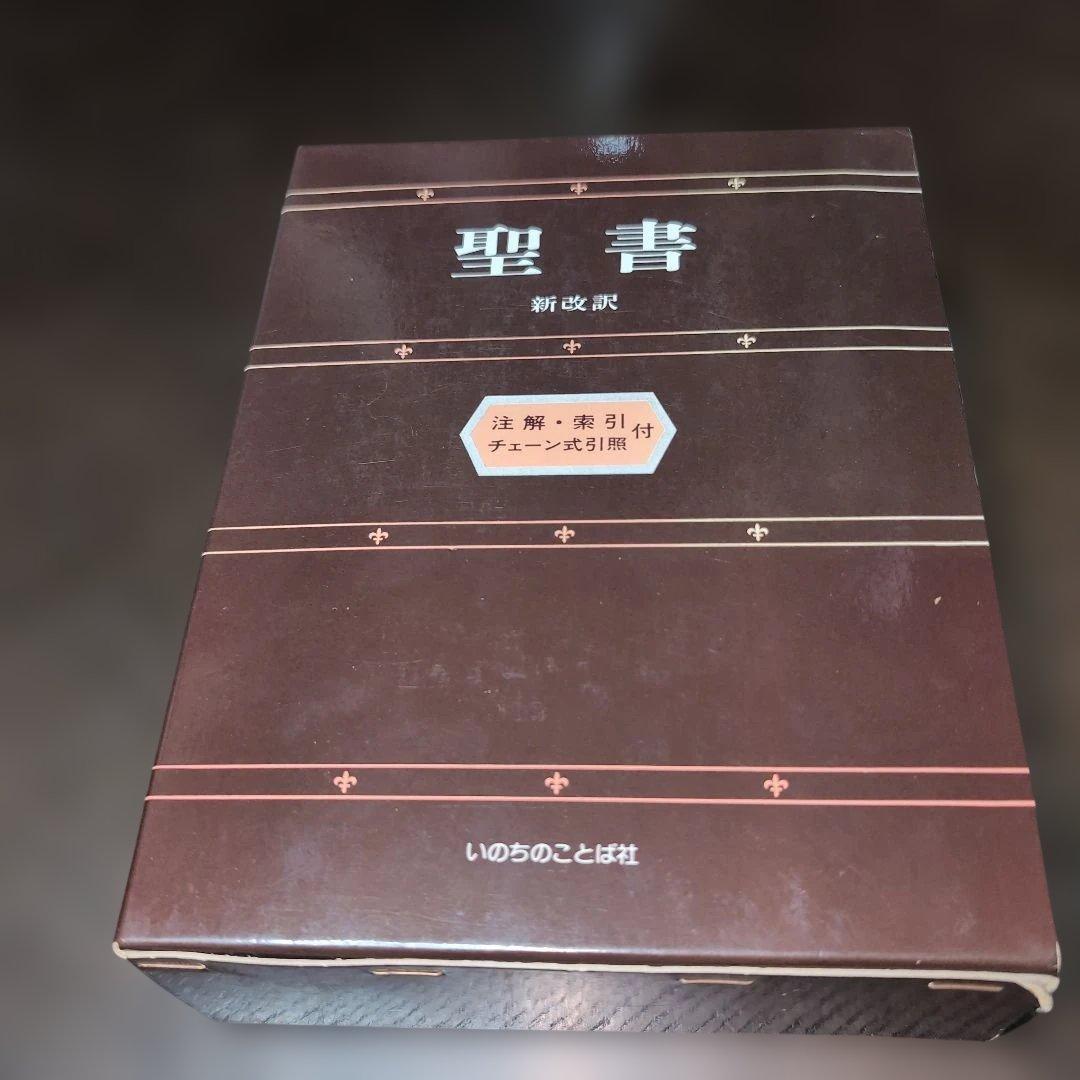 聖書
新改訳
注解・索引付
チェーン式引照
いのちのことば社